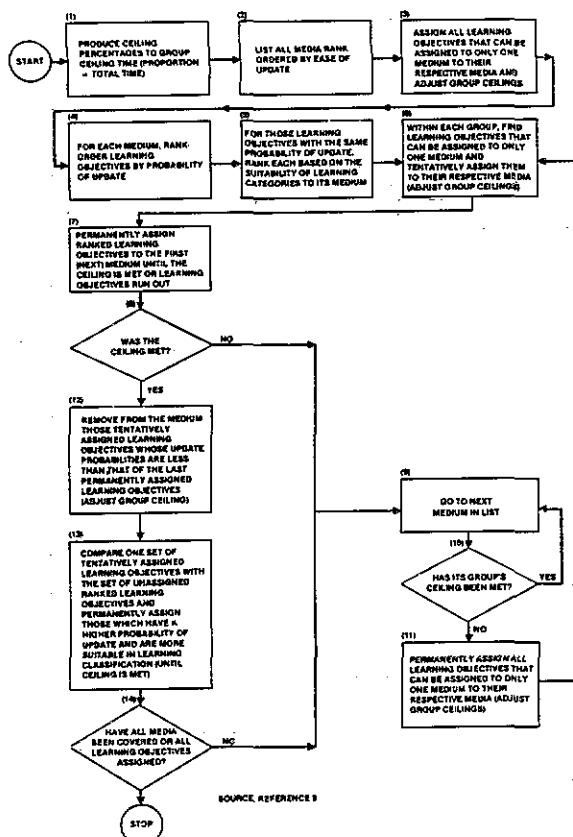 START
(1)
PRODUCE CEILING
PERCENTAGES TO GROUP
CEILING TIME (PROPORTION
= TOTAL TIME)
(2)
LIST ALL MEDIA RANK
ORDERED BY EASE OF
UPDATE
(3)
ASSIGN ALL LEARNING
OBJECTIVES THAT CAN BE
ASSIGNED TO ONLY ONE
MEDIUM TO THEIR
RESPECTIVE MEDIA AND
ADJUST GROUP CEILINGS
(4)
FOR EACH MEDIUM, RANK-
ORDER LEARNING
OBJECTIVES BY PROBABILITY
OF UPDATE
(5)
FOR THOSE LEARNING
OBJECTIVES WITH THE SAME
PROBABILITY OF UPDATE,
RANK EACH BASED ON THE
SUITABILITY OF LEARNING
CATEGORIES TO ITS MEDIUM
(6)
WITHIN EACH GROUP, FIND
LEARNING OBJECTIVES THAT
CAN BE ASSIGNED TO ONLY
ONE MEDIUM AND
TENTATIVELY ASSIGN THEM
TO THEIR RESPECTIVE MEDIA
(ADJUST GROUP CEILINGS)
(7)
PERMANENTLY ASSIGN
RANKED LEARNING
OBJECTIVES TO THE FIRST
(NEXT) MEDIUM UNTIL THE
CEILING IS MET OR LEARNING
OBJECTIVES RUN OUT
(8)
WAS THE
CEILING MET?
NO
YES
(12)
REMOVE FROM THE MEDIUM
THOSE TENTATIVELY
ASSIGNED LEARNING
OBJECTIVES WHOSE UPDATE
PROBABILITIES ARE LESS
THAN THAT OF THE LAST
PERMANENTLY ASSIGNED
LEARNING OBJECTIVES
(ADJUST GROUP CEILING)
(13)
COMPARE ONE SET OF
TENTATIVELY ASSIGNED
LEARNING OBJECTIVES WITH
THE SET OF UNASSIGNED
RANKED LEARNING
OBJECTIVES AND
PERMANENTLY ASSIGN
THOSE WHICH HAVE A
HIGHER PROBABILITY OF
UPDATE AND ARE MORE
SUITABLE IN LEARNING
CLASSIFICATION (UNTIL
CEILING IS MET)
(14)
HAVE ALL MEDIA
BEEN COVERED OR ALL
LEARNING OBJECTIVES
ASSIGNED?
NO
STOP
(9)
GO TO NEXT
MEDIUM IN LIST
(10)
HAS ITS GROUP'S
CEILING BEEN MET?
YES
NO
(11)
PERMANENTLY ASSIGN ALL
LEARNING OBJECTIVES THAT
CAN BE ASSIGNED TO ONLY
ONE MEDIUM TO THEIR
RESPECTIVE MEDIA (ADJUST
GROUP CEILINGS)
SOURCE, REFERENCE